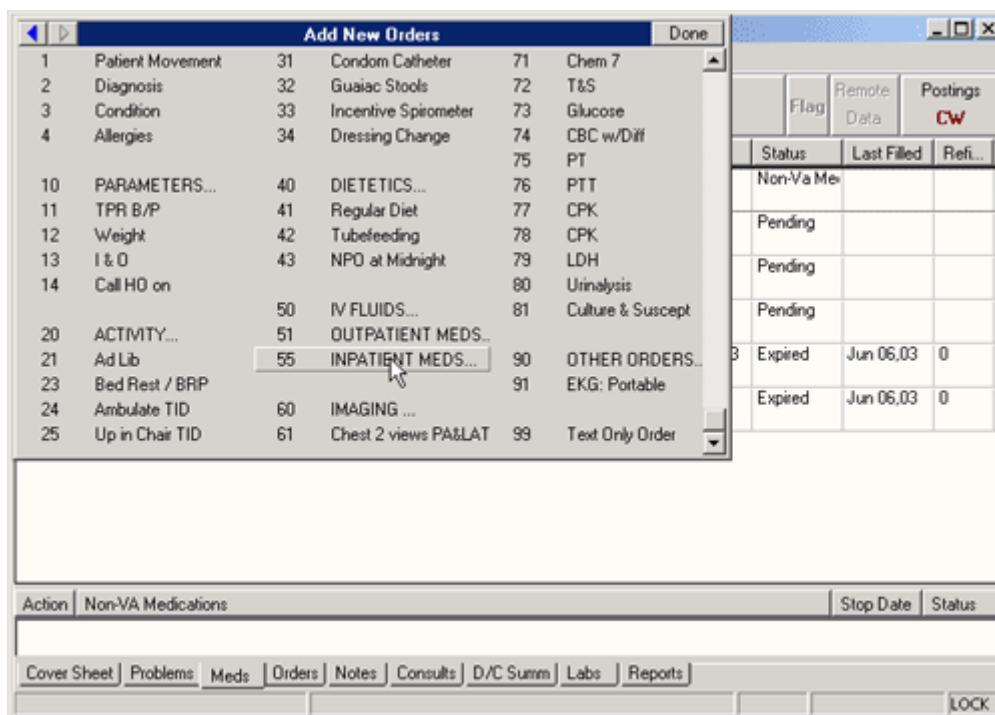 Add New Orders Done
1 Patient Movement 31 Condom Catheter 71 Chem 7
2 Diagnosis 32 Guaiac Stools 72 T&S
3 Condition 33 Incentive Spirometer 73 Glucose
4 Allergies 34 Dressing Change 74 CBC w/Diff
75 PT
10 PARAMETERS... 40 DIETETICS... 76 PTT
11 TPR B/P 41 Regular Diet 77 CPK
12 Weight 42 Tubefeeding 78 CPK
13 I & O 43 NPO at Midnight 79 LDH
14 Call HO on 80 Urinalysis
50 IV FLUIDS... 81 Culture & Suscept
20 ACTIVITY... 51 OUTPATIENT MEDS..
21 Ad Lib 55 INPATIENT MEDS... 90 OTHER ORDERS..
23 Bed Rest / BRP 91 EKG: Portable
24 Ambulate TID 60 IMAGING ...
25 Up in Chair TID 61 Chest 2 views PA&LAT 99 Text Only Order
Flag
Remote
Data
Postings
CW
Status Last Filled Refi...
Non-Va Me
Pending
Pending
Pending
3 Expired Jun 06,03 0
Expired Jun 06,03 0
Action Non-VA Medications Stop Date Status
Cover Sheet Problems Meds Orders Notes Consults D/C Summ Labs Reports
LOCK